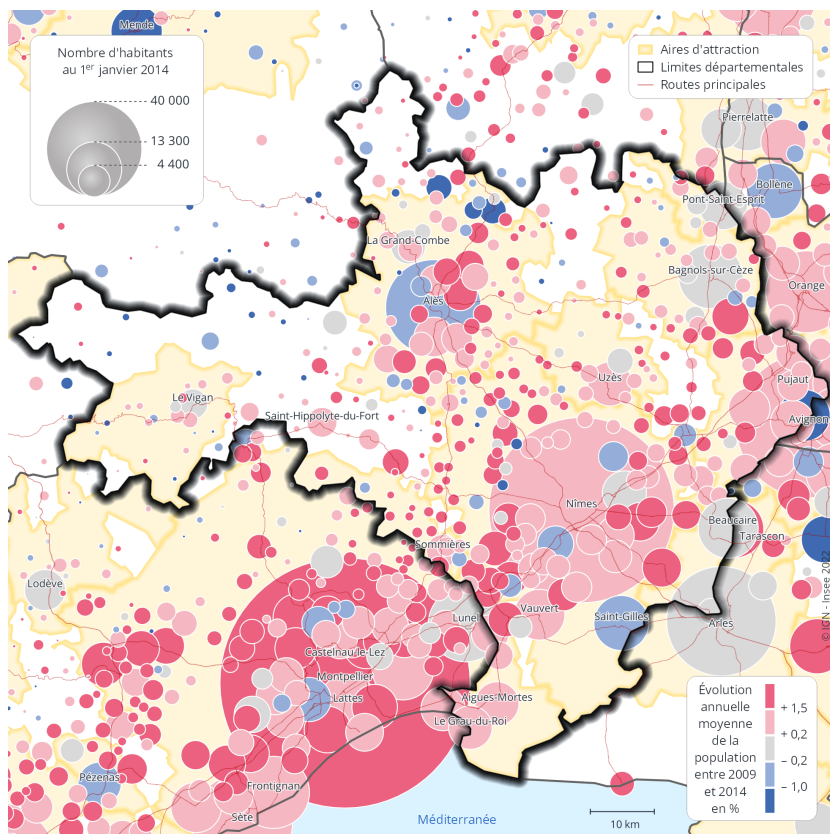 Mende
Nombre d'habitants
au 1er janvier 2014
40 000
13 300
4 400
Aires d'attraction
Limites départementales
Routes principales
Pierrelatte
Bollène
Pont-Saint-Esprit
La Grand-Combe
Bagnols-sur-Cèze
Orange
Alès
Uzès
Pujaut
Le Vigan
Saint-Hippolyte-du-Fort
Avignon
Nîmes
Beaucaire
Tarascon
Sommières
Lodève
Vauvert
Saint-Gilles
Lunel
Arles
Castelnau-le-Lez
Montpellier
Lattes
Aigues-Mortes
Le Grau-du-Roi
Pézenas
Frontignan
Sète
Méditerranée
10 km
Évolution
annuelle
moyenne
de la
population
entre 2009
et 2014
en %
+ 1,5
+ 0,2
– 0,2
– 1,0
© IGN - Insee 2022